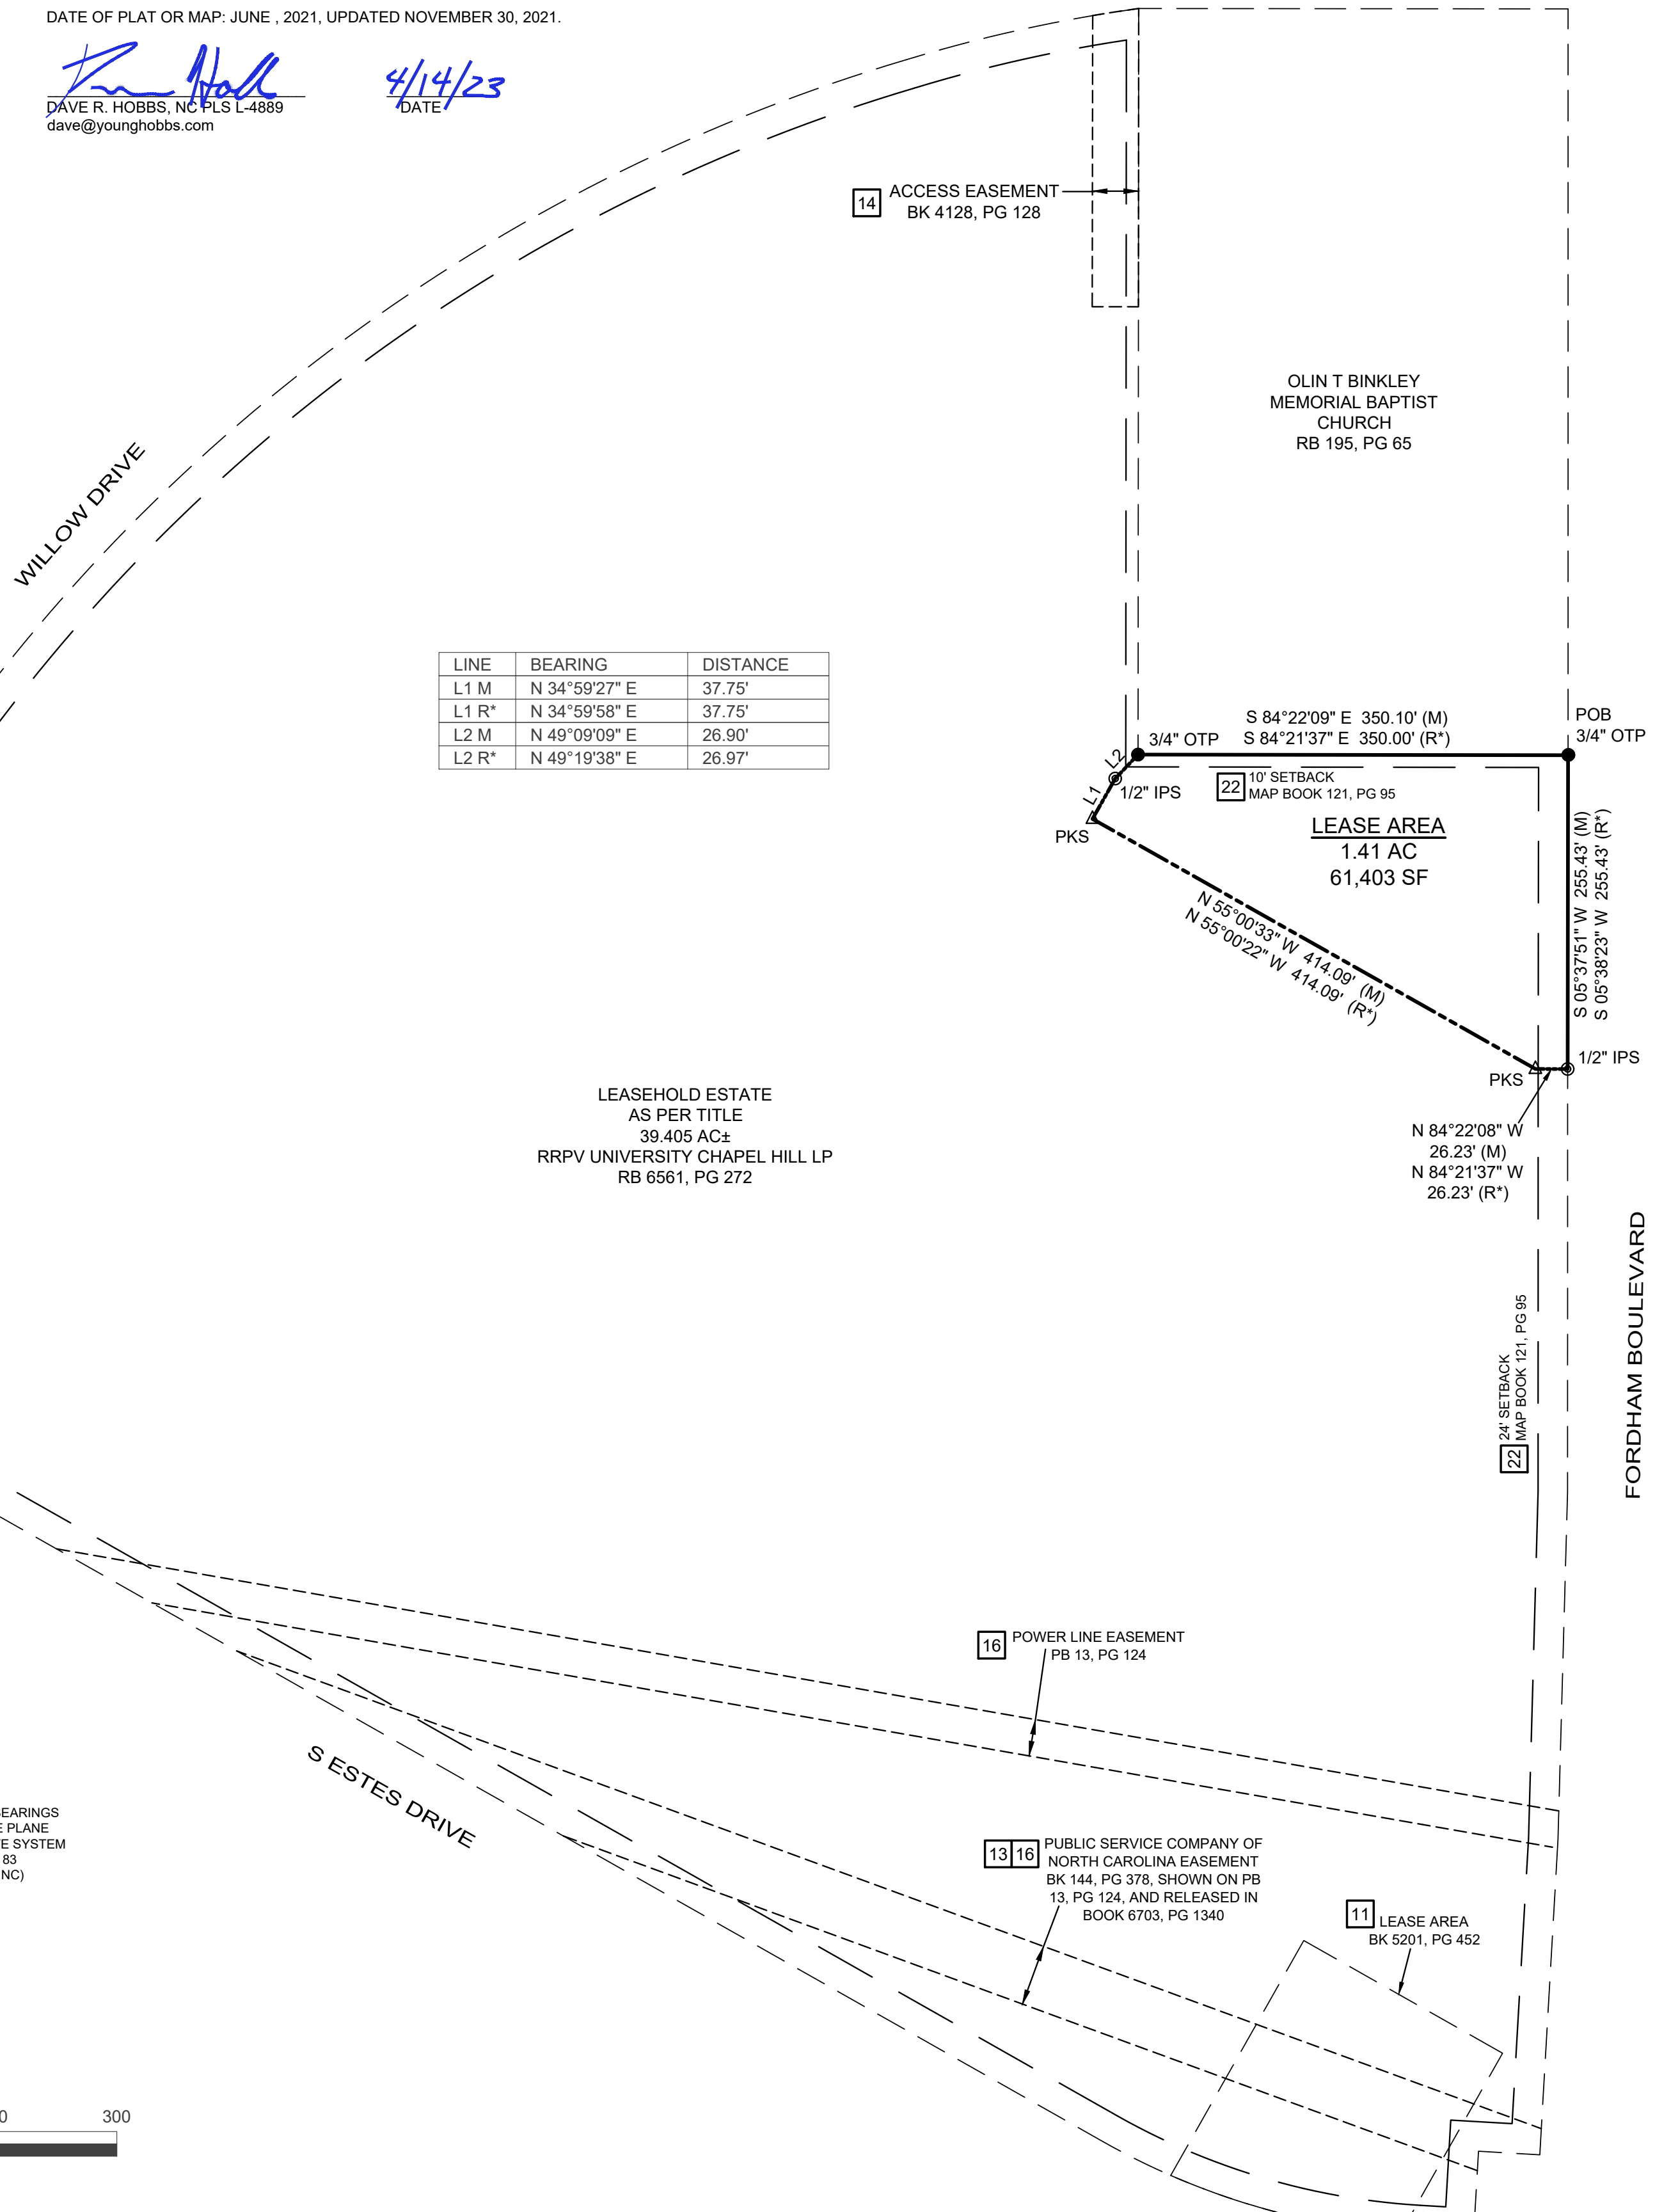 DATE OF PLAT OR MAP: JUNE , 2021, UPDATED NOVEMBER 30, 2021.
4/14/23
DAVE R. HOBBS, NC PLS L-4889
DATE
dave@younghobbs.com
14
ACCESS EASEMENT
BK 4128, PG 128
OLIN T BINKLEY
MEMORIAL BAPTIST
CHURCH
RB 195, PG 65
WILLOW DRIVE
LINE BEARING DISTANCE
L1 M N 34°59'27" E 37.75'
L1 R* N 34°59'58" E 37.75'
L2 M N 49°09'09" E 26.90'
L2 R* N 49°19'38" E 26.97'
S 84°22'09" E 350.10' (M)
S 84°21'37" E 350.00' (R*)
POB
3/4" OTP
3/4" OTP
L2
L1
1/2" IPS
PKS
22
10' SETBACK
MAP BOOK 121, PG 95
LEASE AREA
1.41 AC
61,403 SF
S 05°37'51" W 255.43' (M)
S 05°38'23" W 255.43' (R*)
N 55°00'33" W 414.09' (M)
N 55°00'22" W 414.09' (R*)
1/2" IPS
PKS
N 84°22'08" W
26.23' (M)
N 84°21'37" W
26.23' (R*)
LEASEHOLD ESTATE
AS PER TITLE
39.405 AC±
RRPV UNIVERSITY CHAPEL HILL LP
RB 6561, PG 272
FORDHAM BOULEVARD
22
24' SETBACK
MAP BOOK 121, PG 95
16
POWER LINE EASEMENT
PB 13, PG 124
S ESTES DRIVE
EARINGS
E PLANE
E SYSTEM
83
NC)
13 16
PUBLIC SERVICE COMPANY OF
NORTH CAROLINA EASEMENT
BK 144, PG 378, SHOWN ON PB
13, PG 124, AND RELEASED IN
BOOK 6703, PG 1340
11
LEASE AREA
BK 5201, PG 452
0 300